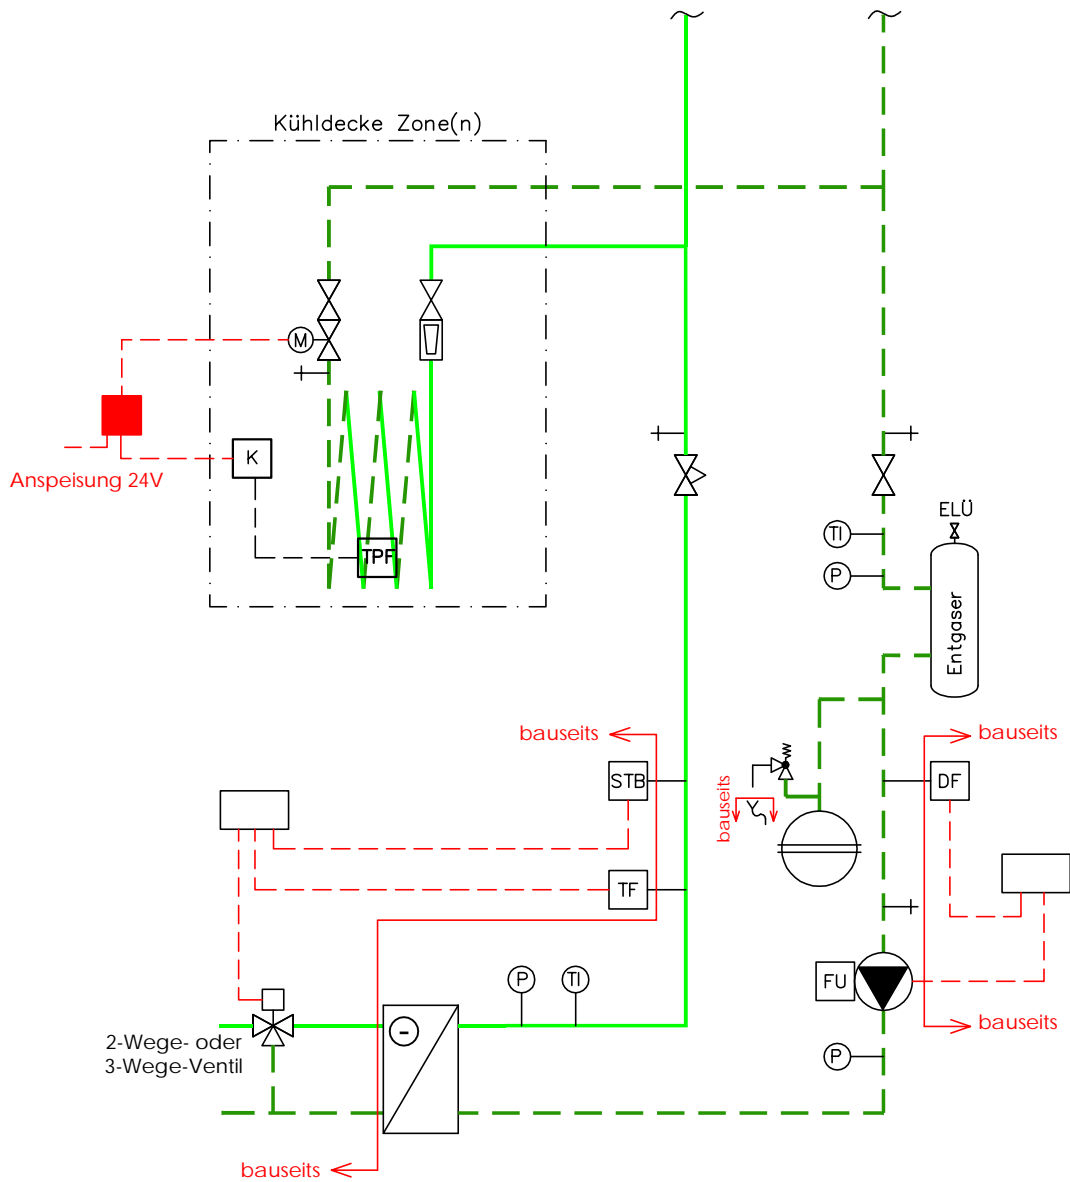 Kühldecke Zone(n)
M
K
Anspeisung 24V
TPF
ELÜ
TI
P
Entgaser
bauseits
bauseits
STB
bauseits
DF
TF
P
TI
FU
2-Wege- oder
3-Wege-Ventil
-
bauseits
P
bauseits